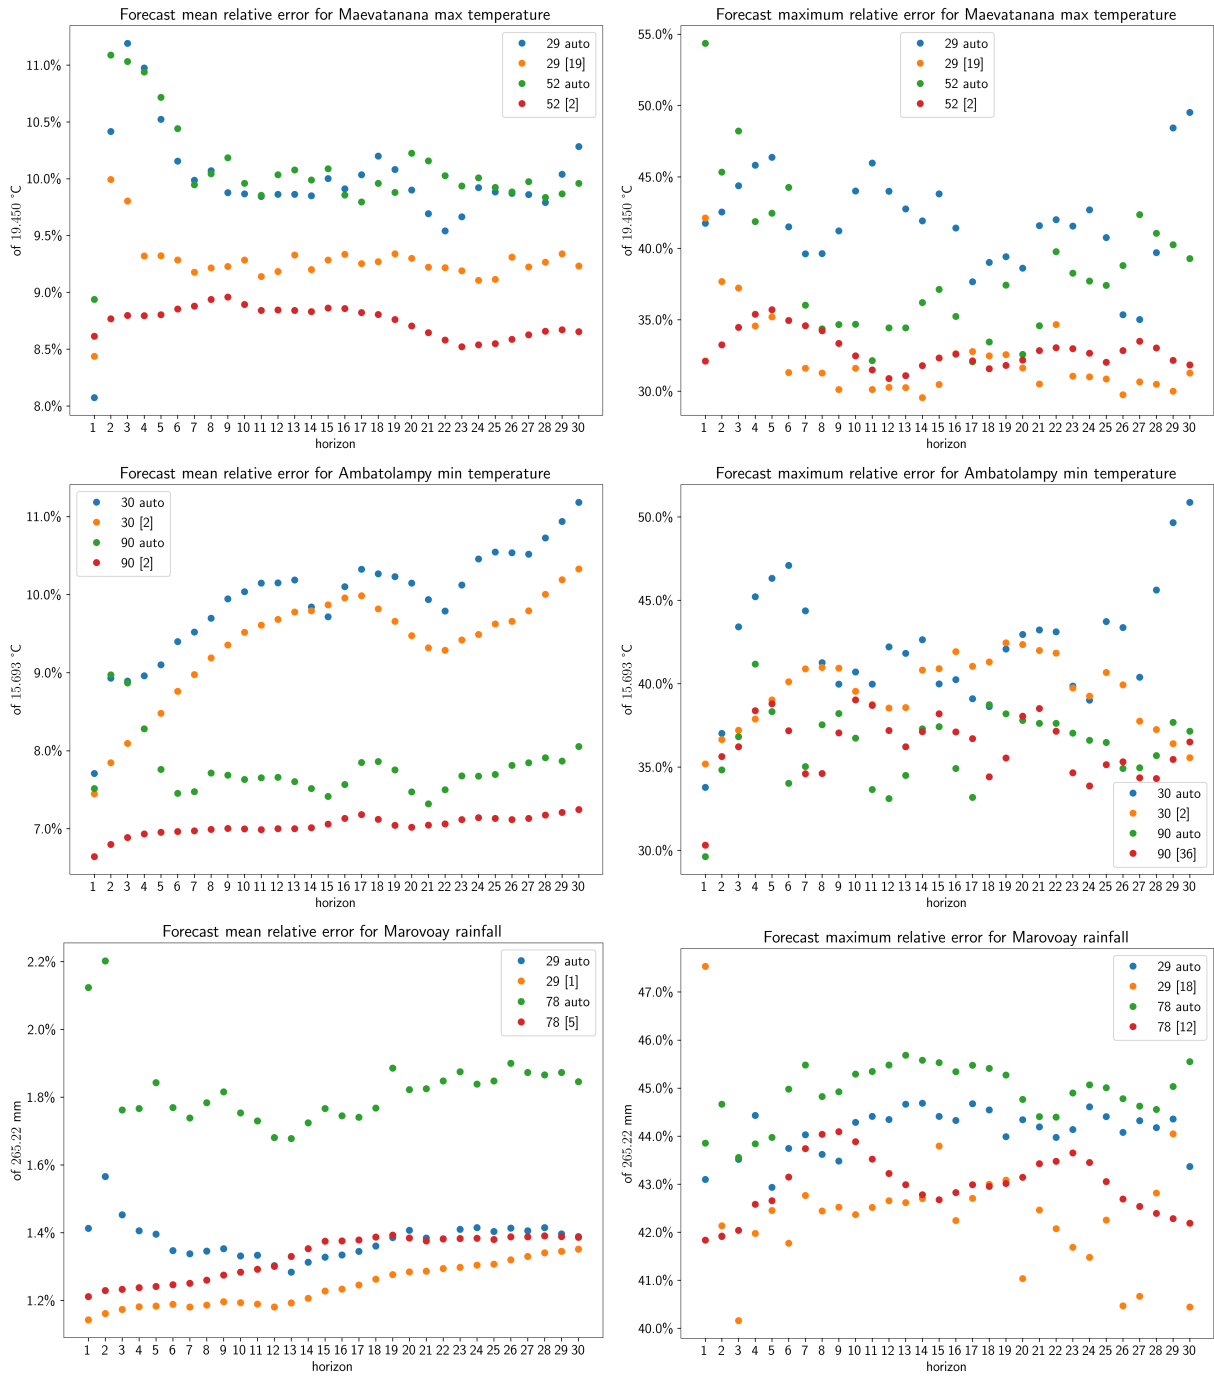 Forecast mean relative error for Maevatanana max temperature
11.0%
10.5%
10.0%
9.5%
9.0%
8.5%
8.0%
of 19.450 °C
29 auto
29 [19]
52 auto
52 [2]
1 2 3 4 5 6 7 8 9 10 11 12 13 14 15 16 17 18 19 20 21 22 23 24 25 26 27 28 29 30
horizon
Forecast maximum relative error for Maevatanana max temperature
55.0%
50.0%
45.0%
40.0%
35.0%
30.0%
of 19.450 °C
29 auto
29 [19]
52 auto
52 [2]
1 2 3 4 5 6 7 8 9 10 11 12 13 14 15 16 17 18 19 20 21 22 23 24 25 26 27 28 29 30
horizon
Forecast mean relative error for Ambatolampy min temperature
11.0%
10.0%
9.0%
8.0%
7.0%
of 15.693 °C
30 auto
30 [2]
90 auto
90 [2]
1 2 3 4 5 6 7 8 9 10 11 12 13 14 15 16 17 18 19 20 21 22 23 24 25 26 27 28 29 30
horizon
Forecast maximum relative error for Ambatolampy min temperature
50.0%
45.0%
40.0%
35.0%
30.0%
of 15.693 °C
30 auto
30 [2]
90 auto
90 [36]
1 2 3 4 5 6 7 8 9 10 11 12 13 14 15 16 17 18 19 20 21 22 23 24 25 26 27 28 29 30
horizon
Forecast mean relative error for Marovoay rainfall
2.2%
2.0%
1.8%
1.6%
1.4%
1.2%
of 265.22 mm
29 auto
29 [1]
78 auto
78 [5]
1 2 3 4 5 6 7 8 9 10 11 12 13 14 15 16 17 18 19 20 21 22 23 24 25 26 27 28 29 30
horizon
Forecast maximum relative error for Marovoay rainfall
47.0%
46.0%
45.0%
44.0%
43.0%
42.0%
41.0%
40.0%
of 265.22 mm
29 auto
29 [18]
78 auto
78 [12]
1 2 3 4 5 6 7 8 9 10 11 12 13 14 15 16 17 18 19 20 21 22 23 24 25 26 27 28 29 30
horizon